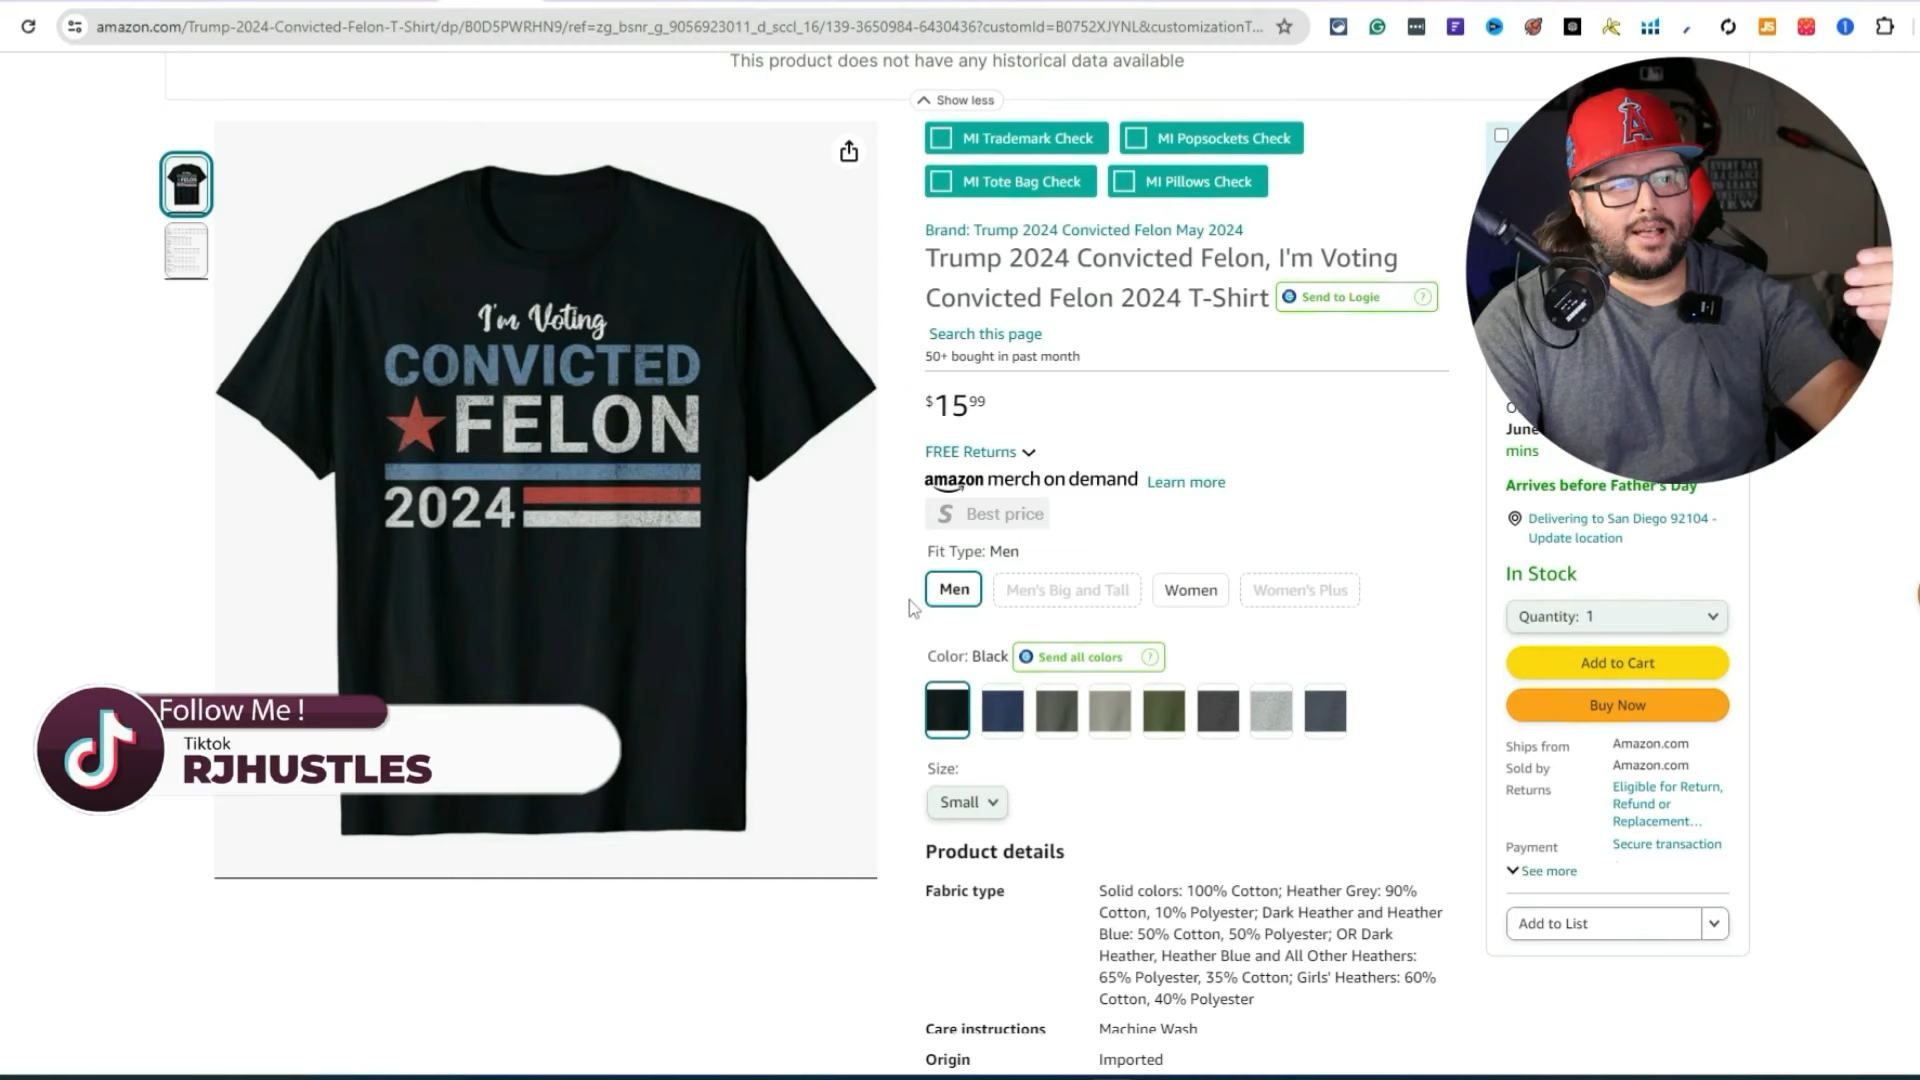 amazon.com/Trump-2024-Convicted-Felon-T-Shirt/dp/B0D5PWRHN9/ref=zg_bsnr_g_9056923011_d_sccl_16/139-3650984-6430436?customId=B0752XJYNL&customizationT...
This product does not have any historical data available
Show less
MI Trademark Check
MI Popsockets Check
MI Tote Bag Check
MI Pillows Check
Brand: Trump 2024 Convicted Felon May 2024
Trump 2024 Convicted Felon, I'm Voting
Convicted Felon 2024 T-Shirt
Send to Logie ?
Search this page
50+ bought in past month
$15 99
FREE Returns
amazon merch on demand Learn more
S Best price
Fit Type: Men
Men
Men's Big and Tall
Women
Women's Plus
Color: Black
Send all colors ?
Size:
Small
Product details
Fabric type
Solid colors: 100% Cotton; Heather Grey: 90%
Cotton, 10% Polyester; Dark Heather and Heather
Blue: 50% Cotton, 50% Polyester; OR Dark
Heather, Heather Blue and All Other Heathers:
65% Polyester, 35% Cotton; Girls' Heathers: 60%
Cotton, 40% Polyester
Care instructions
Machine Wash
Origin
Imported
I'm Voting
CONVICTED
FELON
2024
Follow Me !
Tiktok
RJHUSTLES
A
EVERY DAY
IS A CHANCE
TO LEARN
NEW
June
mins
Arrives before Father's Day
Delivering to San Diego 92104 -
Update location
In Stock
Quantity: 1
Add to Cart
Buy Now
Ships from
Amazon.com
Sold by
Amazon.com
Returns
Eligible for Return,
Refund or
Replacement...
Payment
Secure transaction
See more
Add to List
JS